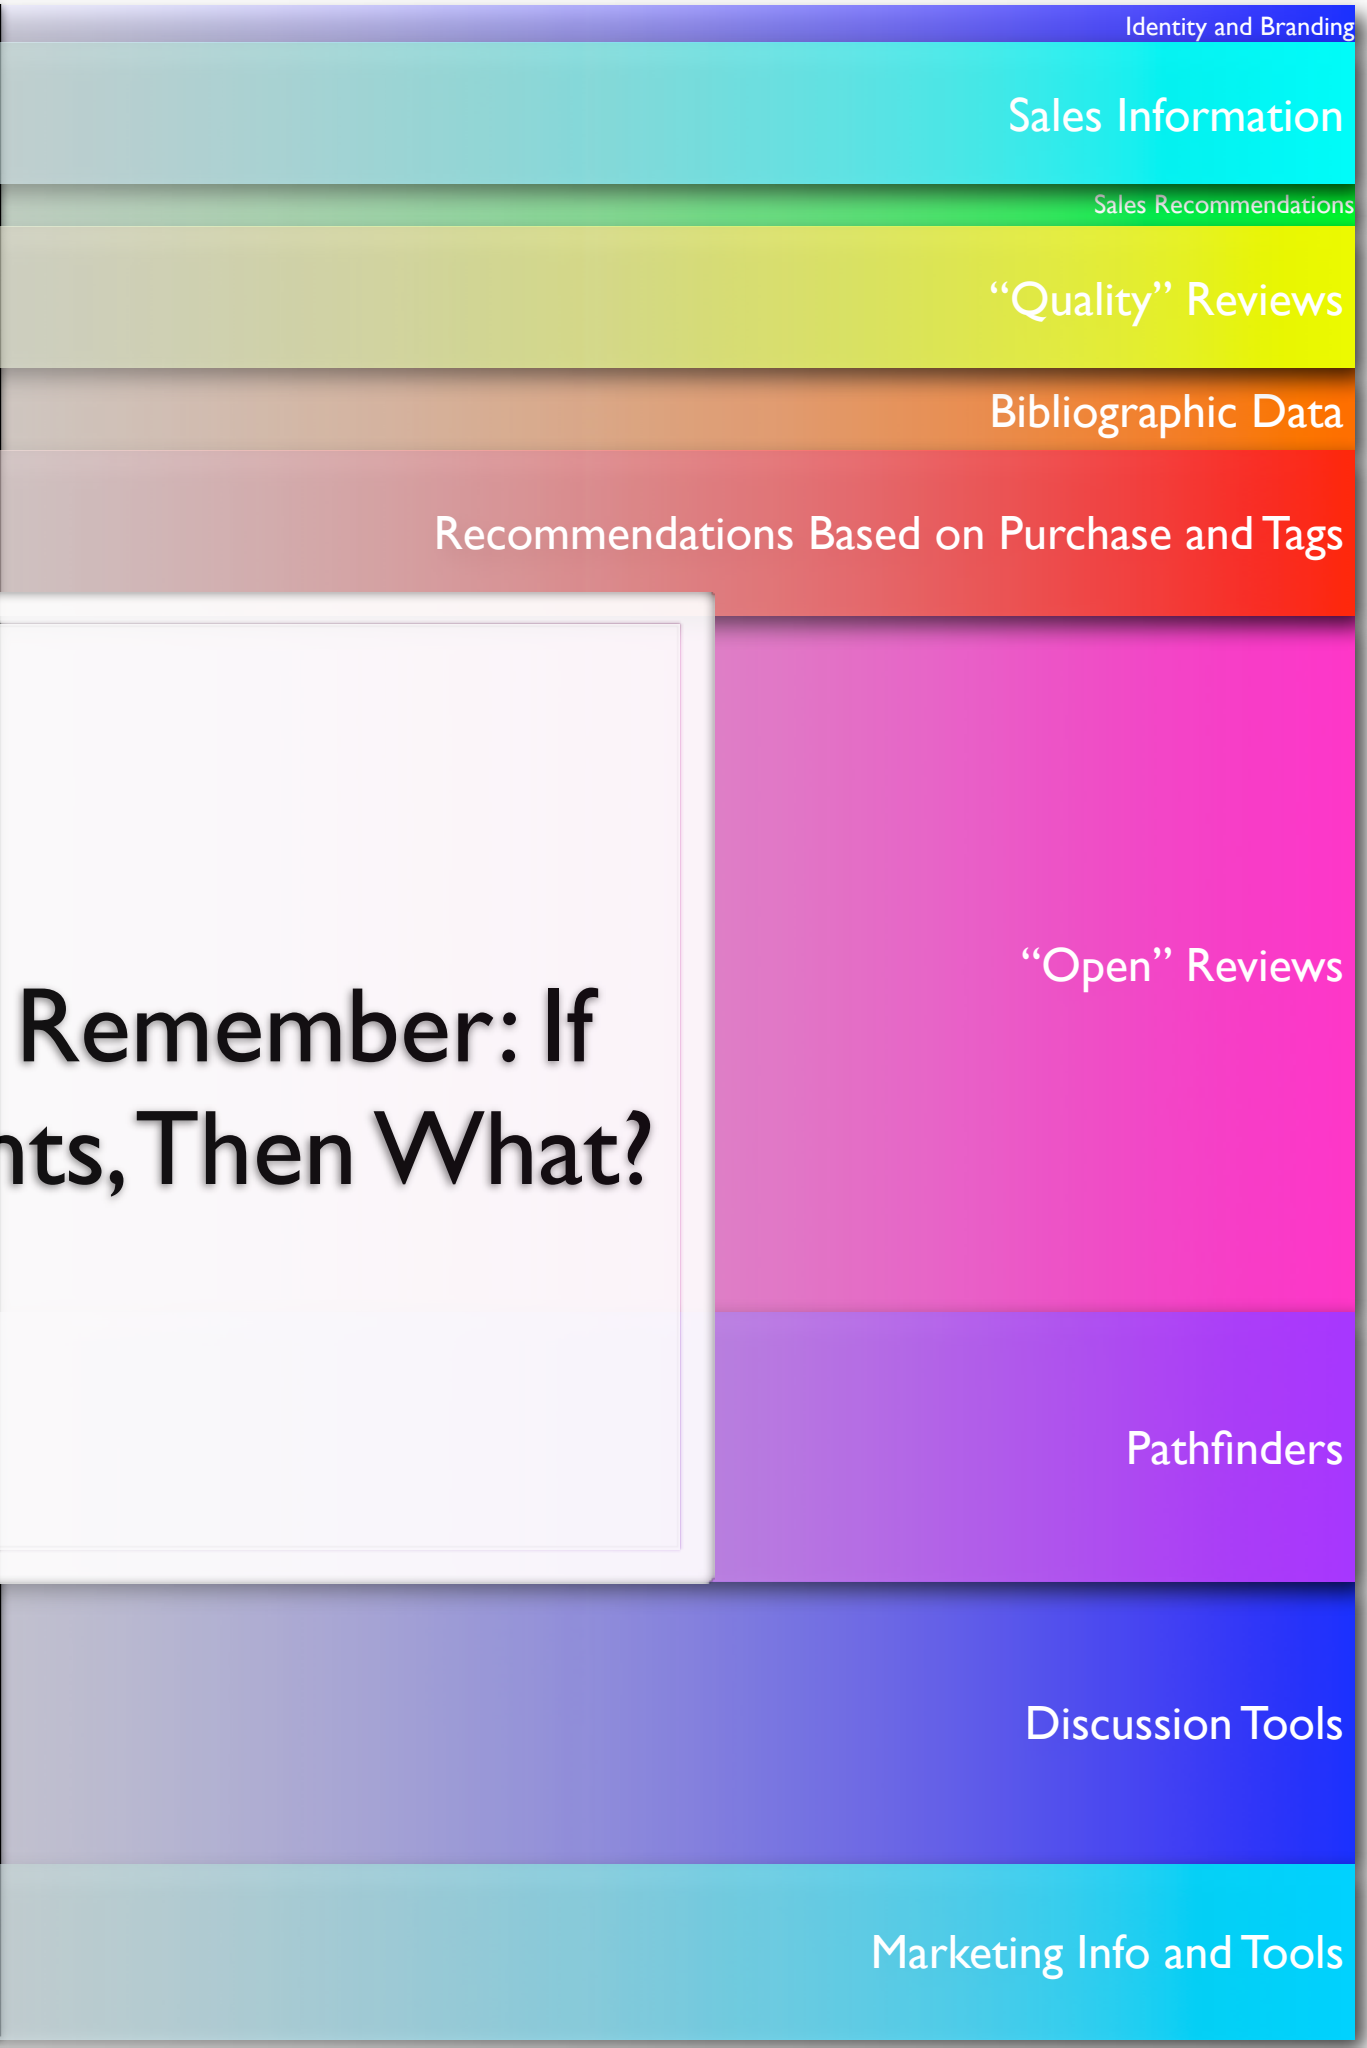 Identity and Branding
Sales Information
Sales Recommendations
“Quality” Reviews
Bibliographic Data
Recommendations Based on Purchase and Tags
“Open” Reviews
Remember: If
Then What?
Pathfinders
Discussion Tools
Marketing Info and Tools